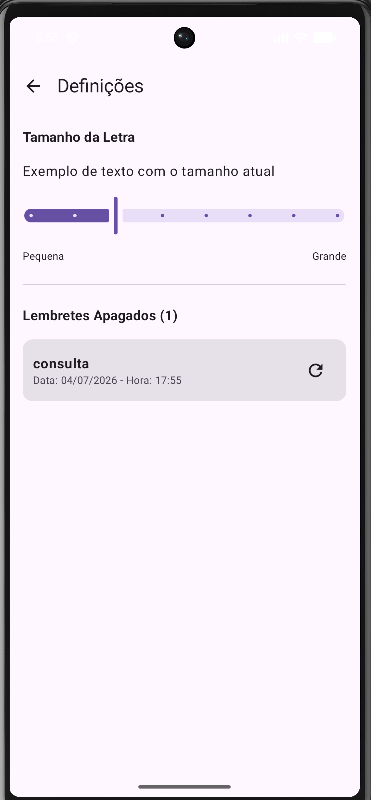 Definições
Tamanho da Letra
Exemplo de texto com o tamanho atual
Pequena
Grande
Lembretes Apagados (1)
consulta
Data: 04/07/2026 - Hora: 17:55